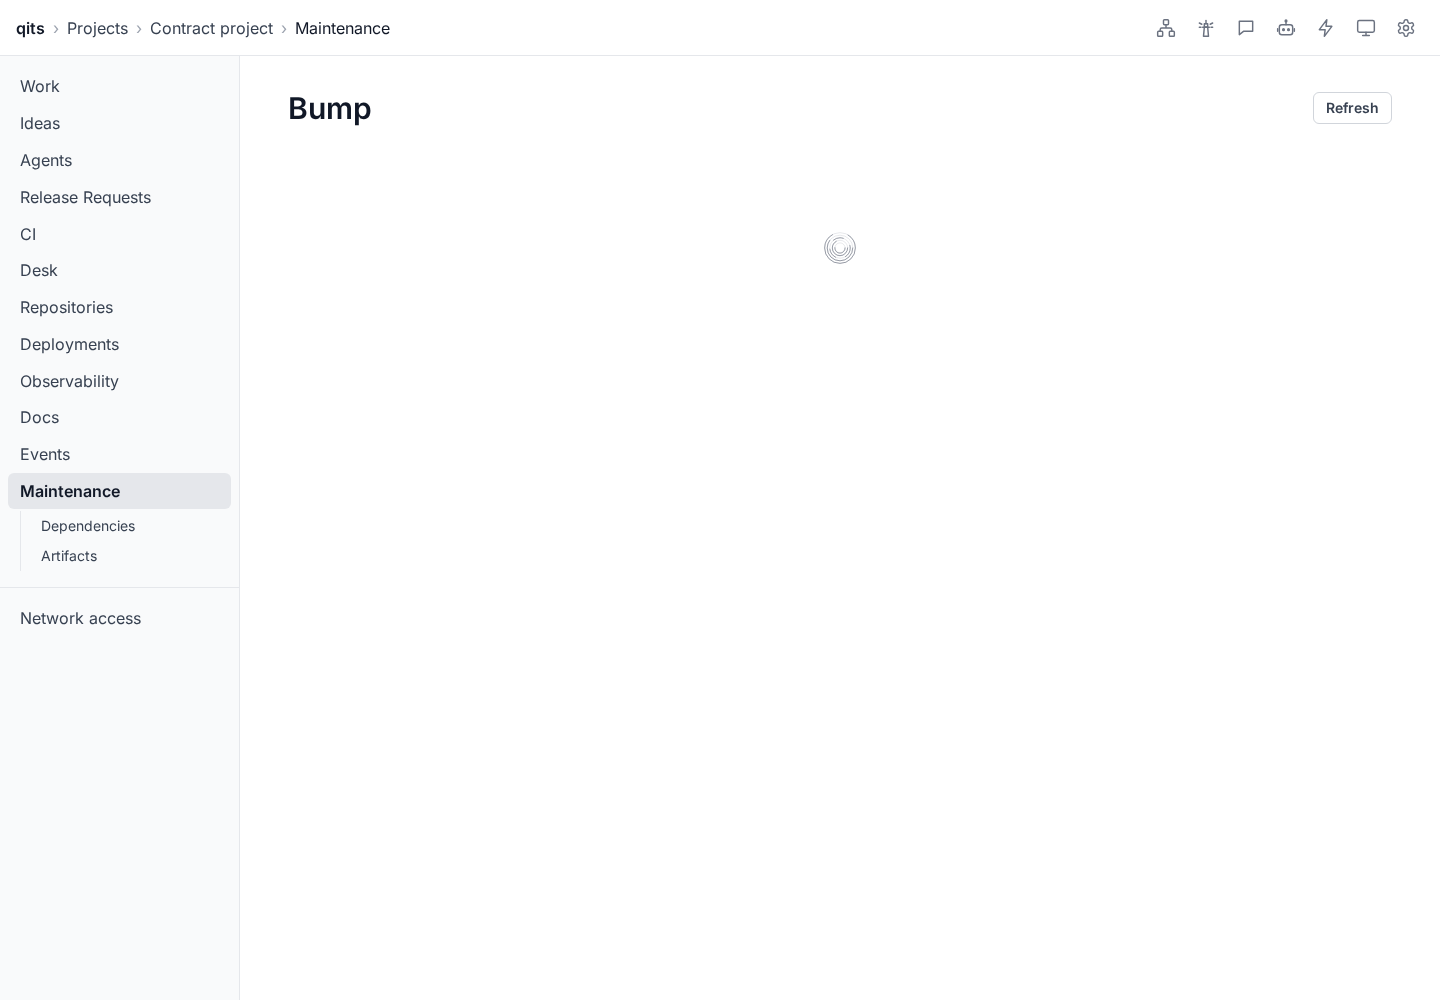 qits › Projects › Contract project › Maintenance
Work
Ideas
Agents
Release Requests
CI
Desk
Repositories
Deployments
Observability
Docs
Events
Maintenance
Dependencies
Artifacts
Network access
Bump
Refresh